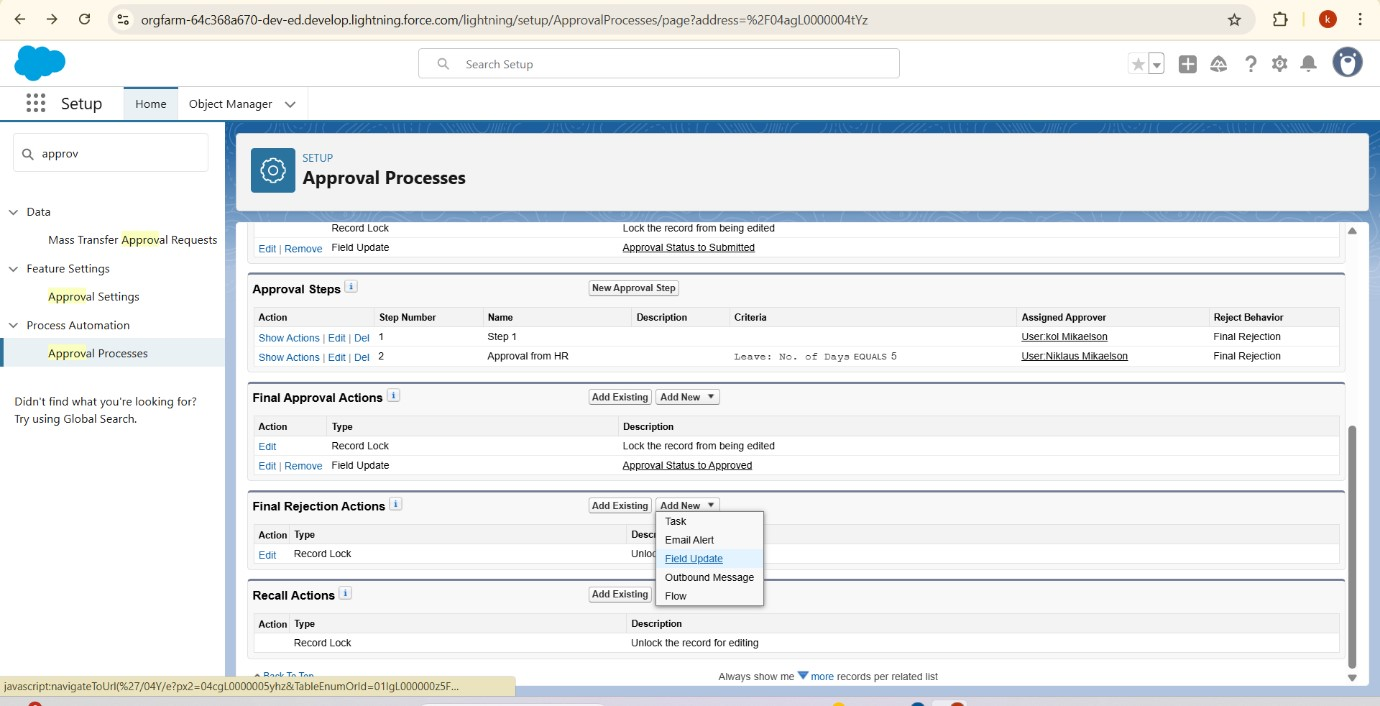 orgfarm-64c368a670-dev-ed.develop.lightning.force.com/lightning/setup/ApprovalProcesses/page?address=%2F04agL0000004tYz
k
Search Setup
Setup
Home
Object Manager
approv
Data
Mass Transfer Approval Requests
Feature Settings
Approval Settings
Process Automation
Approval Processes
Didn't find what you're looking for?
Try using Global Search.
SETUP
Approval Processes
Record Lock Lock the record from being edited
Edit | Remove Field Update Approval Status to Submitted
Approval Steps i New Approval Step
Action Step Number Name Description Criteria Assigned Approver Reject Behavior
Show Actions | Edit | Del 1 Step 1 User:kol Mikaelson Final Rejection
Show Actions | Edit | Del 2 Approval from HR Leave: No. of Days EQUALS 5 User:Niklaus Mikaelson Final Rejection
Final Approval Actions i Add Existing Add New
Action Type Description
Edit Record Lock Lock the record from being edited
Edit | Remove Field Update Approval Status to Approved
Final Rejection Actions i Add Existing Add New
Action Type Descr
Edit Record Lock Unloc
Task
Email Alert
Field Update
Outbound Message
Flow
Recall Actions i Add Existing
Action Type Description
Record Lock Unlock the record for editing
Back To Top Always show me more records per related list
javascript:navigateToUrl(%27/04Y/e?px2=04cgL0000005yhz&TableEnumOrId=01IgL000000z5F...